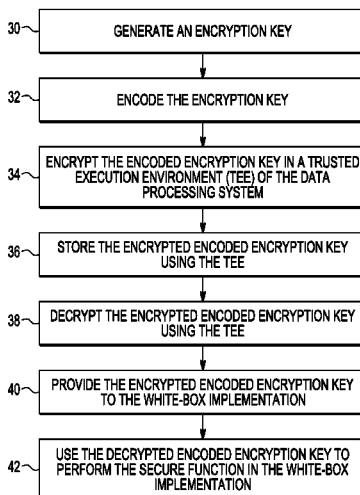 30 GENERATE AN ENCRYPTION KEY
32 ENCODE THE ENCRYPTION KEY
34 ENCRYPT THE ENCODED ENCRYPTION KEY IN A TRUSTED
EXECUTION ENVIRONMENT (TEE) OF THE DATA
PROCESSING SYSTEM
36 STORE THE ENCRYPTED ENCODED ENCRYPTION KEY
USING THE TEE
38 DECRYPT THE ENCRYPTED ENCODED ENCRYPTION KEY
USING THE TEE
40 PROVIDE THE ENCRYPTED ENCODED ENCRYPTION KEY
TO THE WHITE-BOX IMPLEMENTATION
42 USE THE DECRYPTED ENCODED ENCRYPTION KEY TO
PERFORM THE SECURE FUNCTION IN THE WHITE-BOX
IMPLEMENTATION